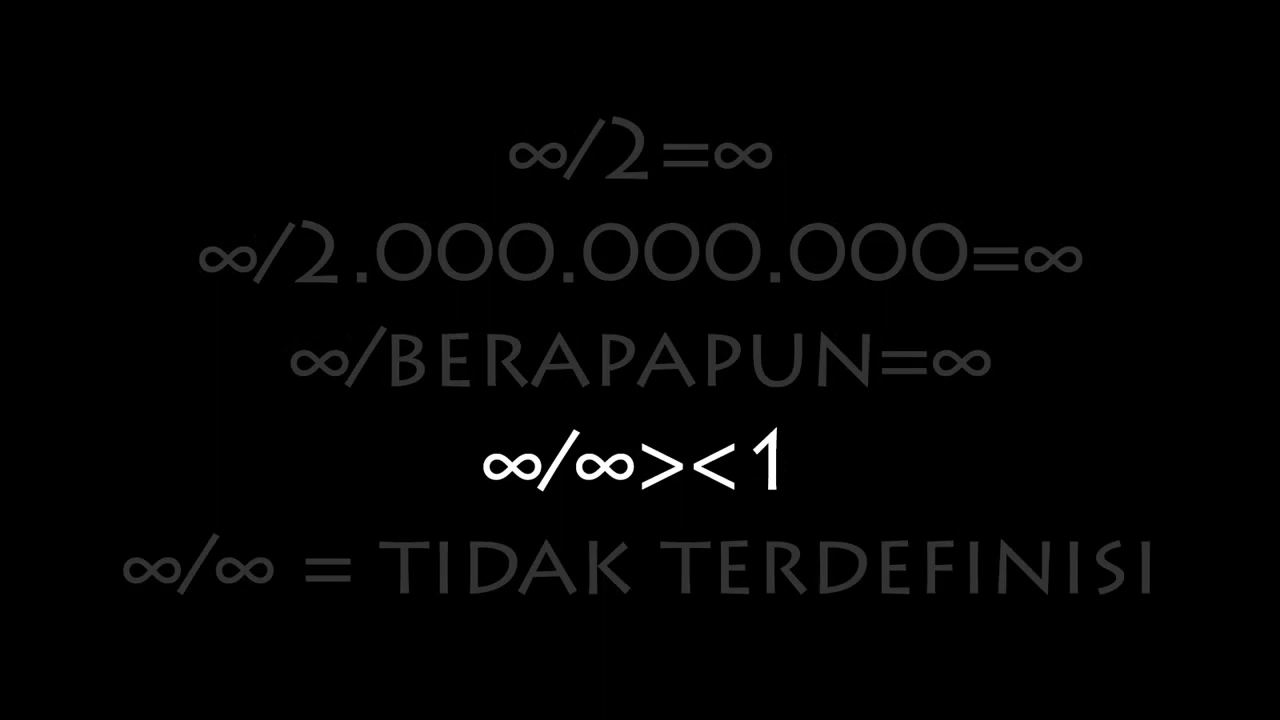 ∞/2=∞
∞/2.000.000.000=∞
∞/BERAPAPUN=∞
∞/∞><1
∞/∞ = TIDAK TERDEFINISI